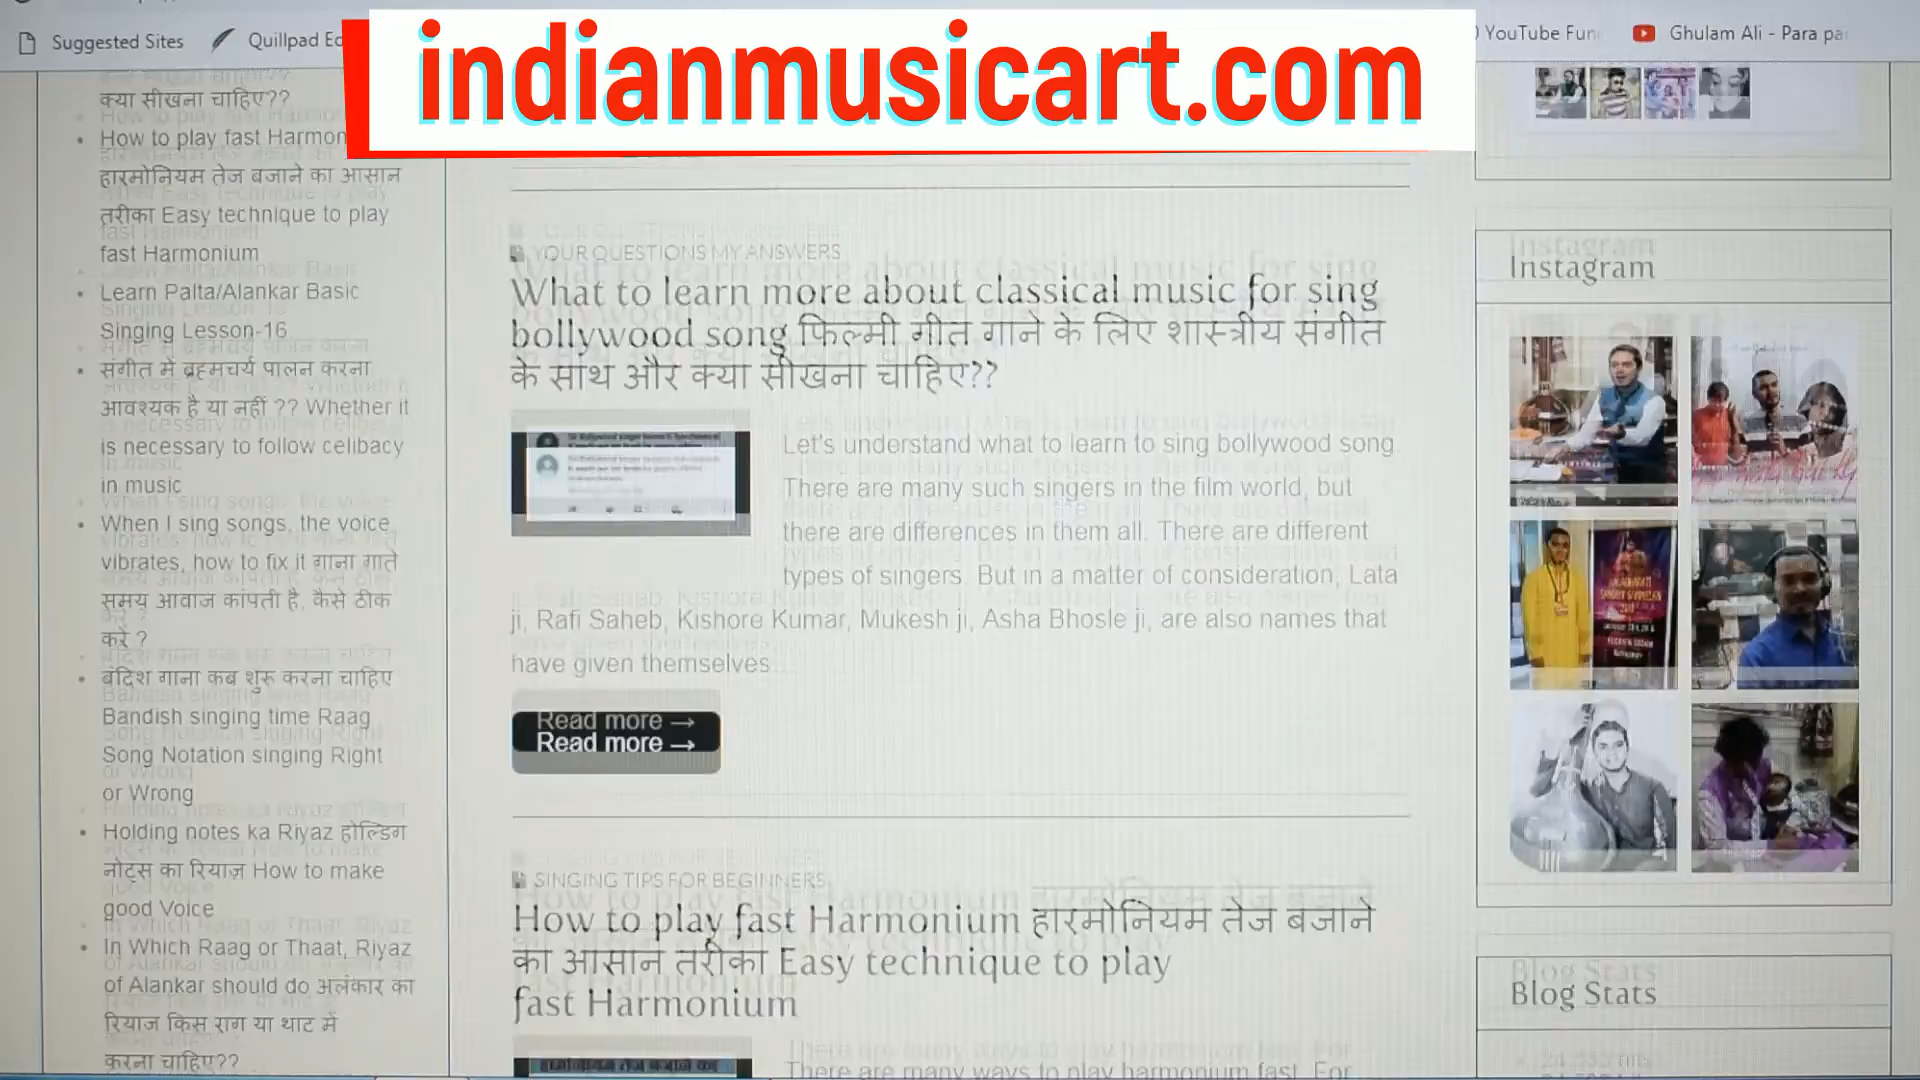 Suggested Sites
Quillpad Ed
indianmusicart.com
YouTube Fun
Ghulam Ali - Para pa
क्या सीखना चाहिए??
How to play fast Harmon
हारमोनियम तेज बजाने का आसान
तरीका Easy technique to play
fast Harmonium
Learn Palta/Alankar Basic
Singing Lesson-16
संगीत मे ब्रह्मचर्य पालन करना
आवश्यक है या नहीं ?? Whether it
is necessary to follow celibacy
in music
When I sing songs, the voice
vibrates, how to fix it गाना गाते
समय आवाज कांपती है, कैसे ठीक
करे ?
बंदिश गाना कब शुरू करना चाहिए
Bandish singing time Raag
Song Notation singing Right
or Wrong
Holding notes ka Riyaz होल्डिंग
नोट्स का रियाज़ How to make
good Voice
In Which Raag or Thaat, Riyaz
of Alankar should do अलंकार का
रियाज किस राग या थाट में
करना चाहिए??
YOUR QUESTIONS MY ANSWERS
What to learn more about classical music for sing
bollywood song फिल्मी गीत गाने के लिए शास्त्रीय संगीत
के साथ और क्या सीखना चाहिए??
Let's understand what to learn to sing bollywood song.
There are many such singers in the film world, but
there are differences in them all. There are different
types of singers. But in a matter of consideration, Lata
ji, Rafi Saheb, Kishore Kumar, Mukesh ji, Asha Bhosle ji, are also names that
have given themselves…
Read more →
Read more →
SINGING TIPS FOR BEGINNERS
How to play fast Harmonium हारमोनियम तेज बजाने
का आसान तरीका Easy technique to play
fast Harmonium
There are many ways to play harmonium fast. For
Instagram
Blog Stats